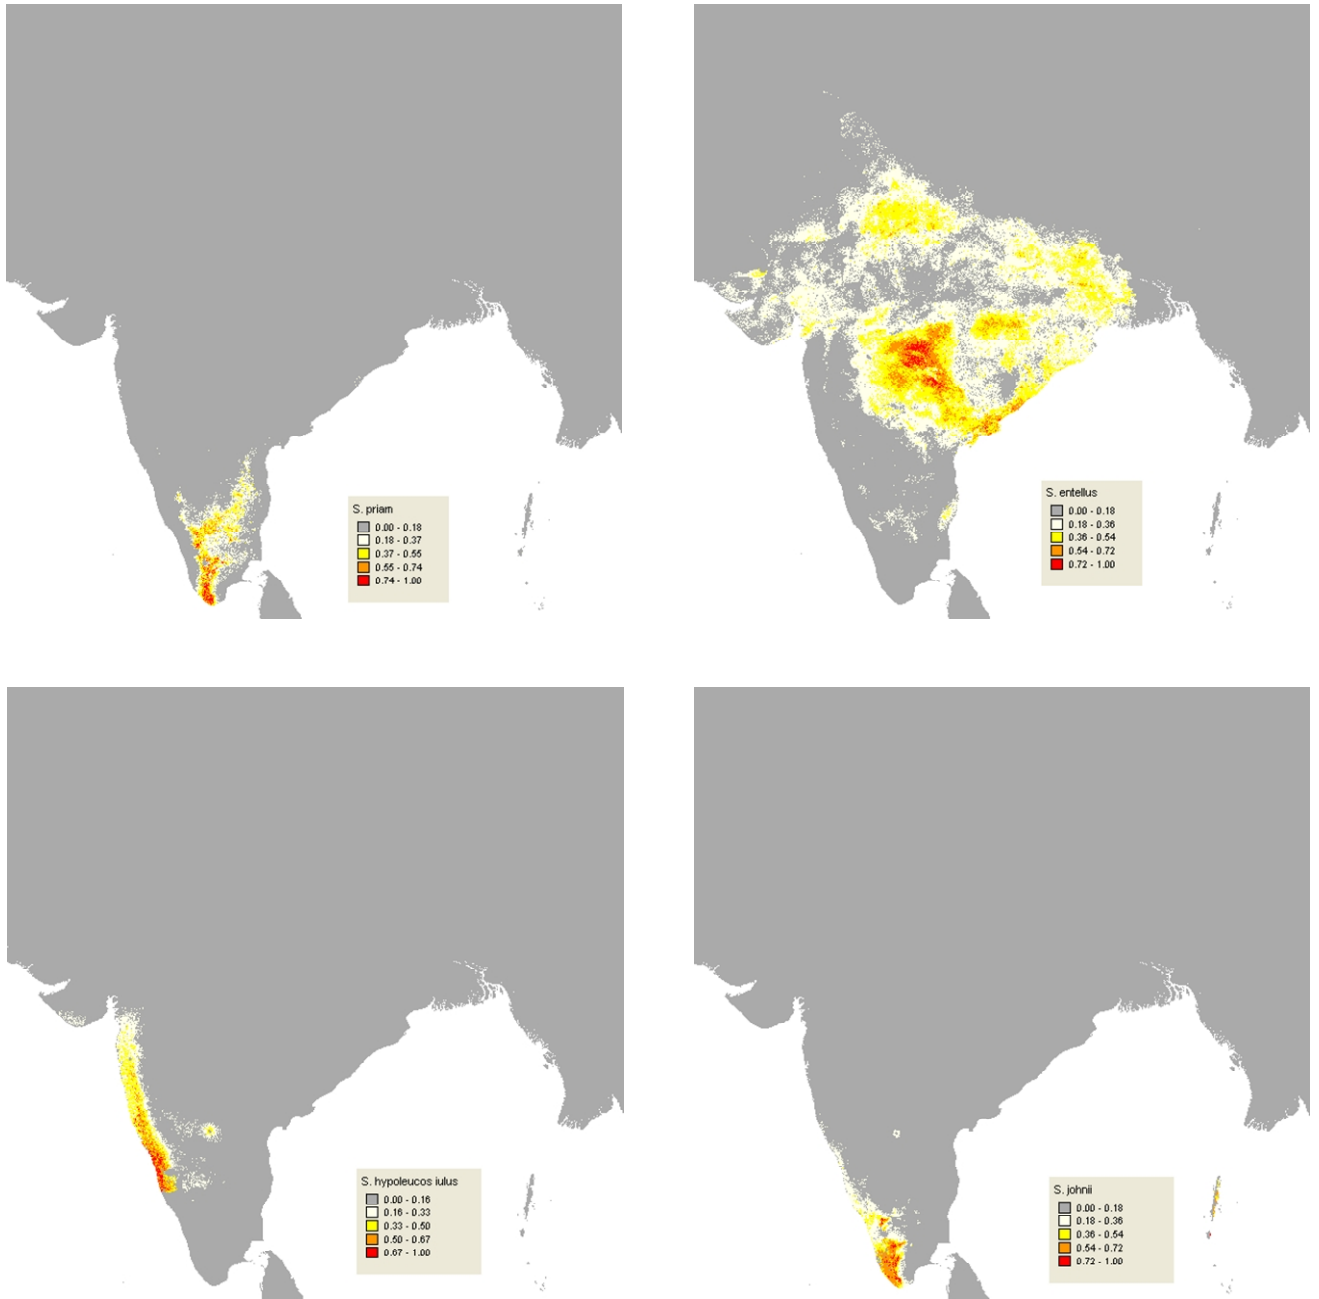 S. priam
0.00 - 0.18
0.18 - 0.37
0.37 - 0.55
0.55 - 0.74
0.74 - 1.00
S. entellus
0.00 - 0.18
0.18 - 0.36
0.36 - 0.54
0.54 - 0.72
0.72 - 1.00
S. hypoleucos iulus
0.00 - 0.16
0.16 - 0.33
0.33 - 0.50
0.50 - 0.67
0.67 - 1.00
S. johnii
0.00 - 0.18
0.18 - 0.36
0.36 - 0.54
0.54 - 0.72
0.72 - 1.00